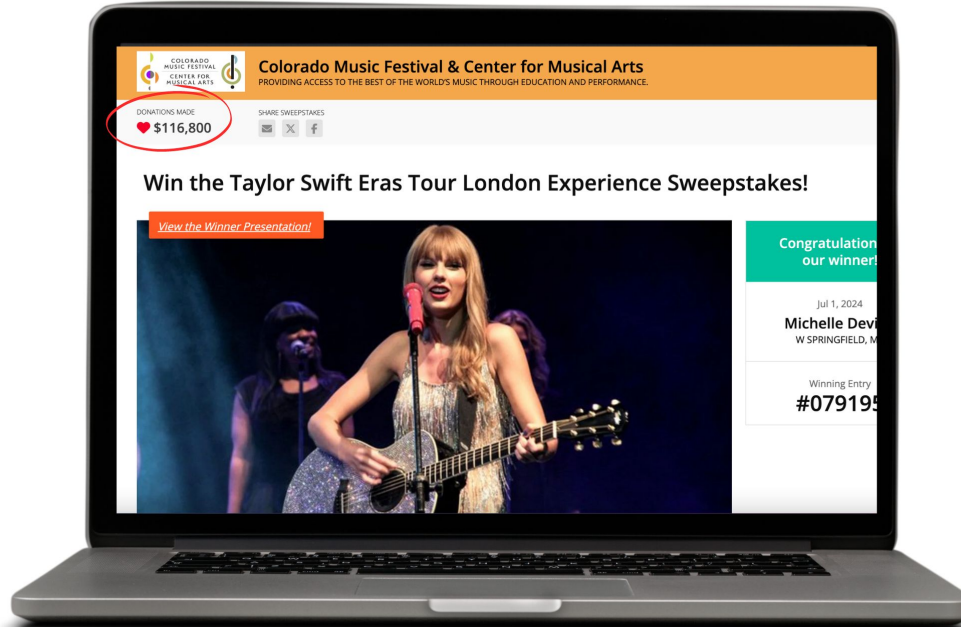 COLORADO
MUSIC FESTIVAL
CENTER FOR
MUSICAL ARTS
Colorado Music Festival & Center for Musical Arts
PROVIDING ACCESS TO THE BEST OF THE WORLD'S MUSIC THROUGH EDUCATION AND PERFORMANCE.
DONATIONS MADE
$116,800
SHARE SWEEPSTAKES
Win the Taylor Swift Eras Tour London Experience Sweepstakes!
View the Winner Presentation!
Congratulation
our winner!
Jul 1, 2024
Michelle Devi
W SPRINGFIELD, M
Winning Entry
#079195